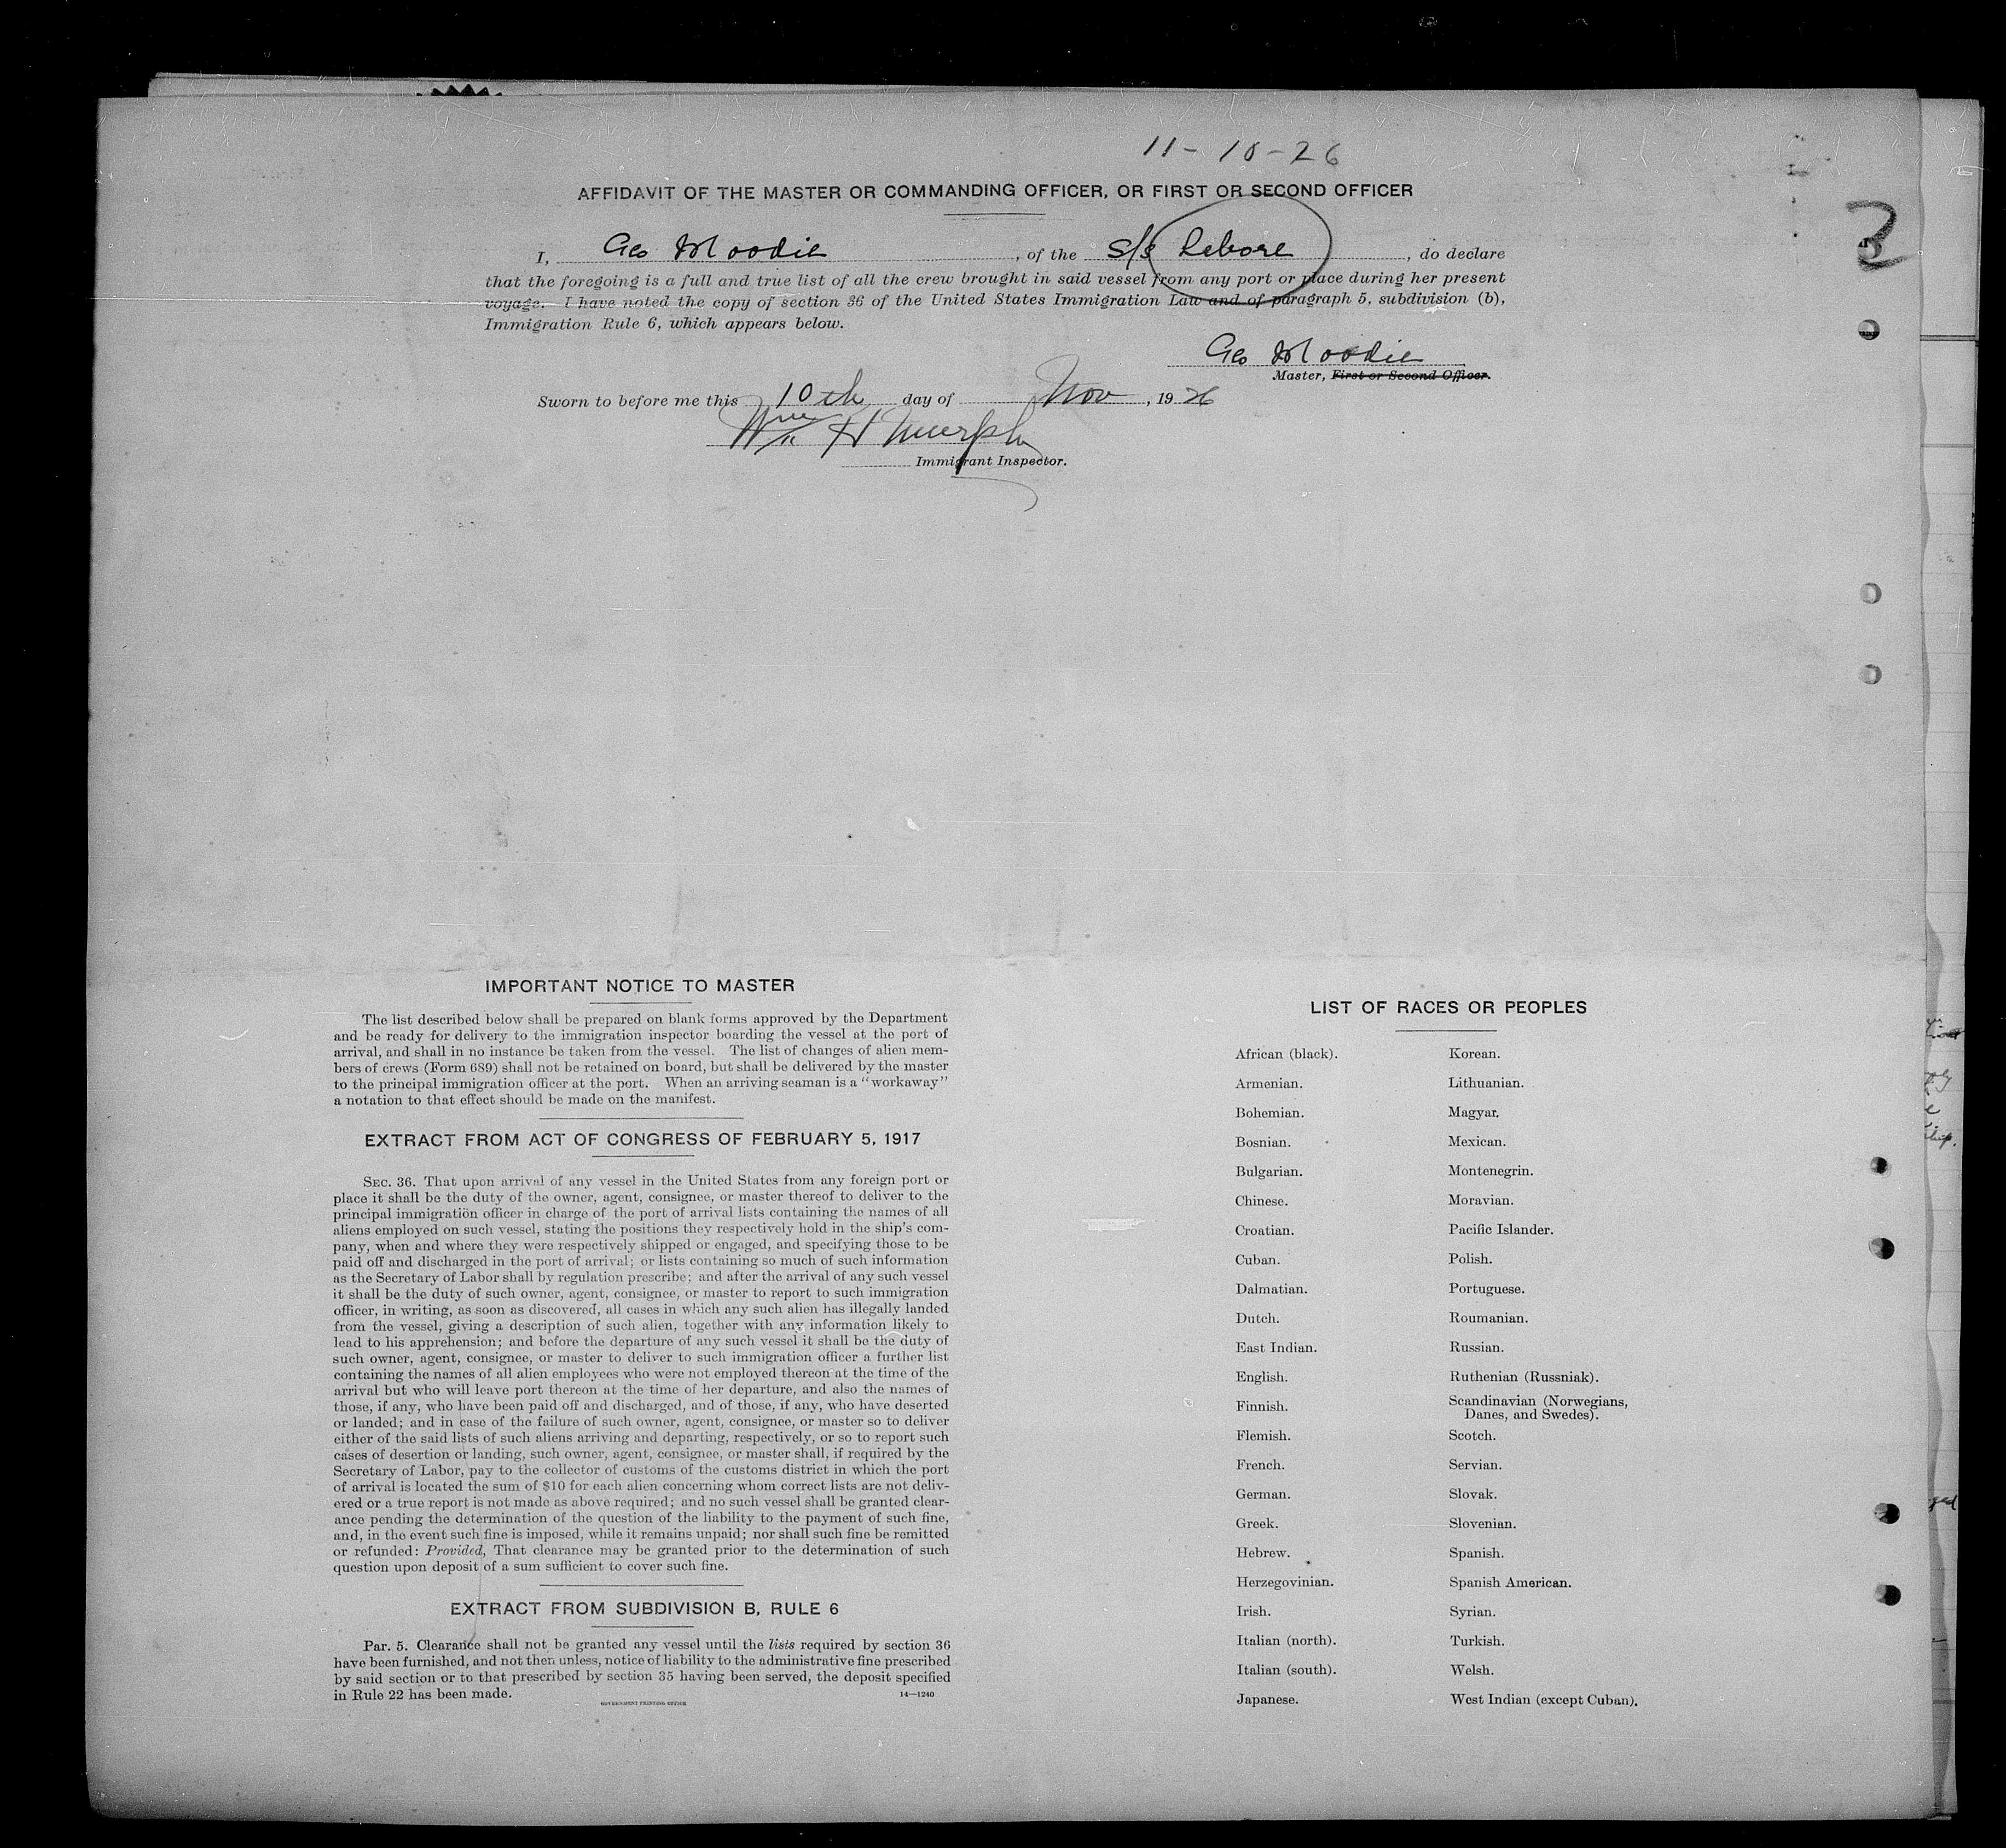 11-10-26
AFFIDAVIT OF THE MASTER OR COMMANDING OFFICER, OR FIRST OR SECOND OFFICER
3
I, Geo Moodie, of the S/S Lebore, do declare
that the foregoing is a full and true list of all the crew brought in said vessel from any port or place during her present
voyage. I have noted the copy of section 36 of the United States Immigration Law and of paragraph 5, subdivision (b),
Immigration Rule 6, which appears below.
Geo Moodie
Master, First or Second Officer.
Sworn to before me this 10th day of Nov, 1926
Wm H Murphy
Immigrant Inspector.
IMPORTANT NOTICE TO MASTER
The list described below shall be prepared on blank forms approved by the Department
and be ready for delivery to the immigration inspector boarding the vessel at the port of
arrival, and shall in no instance be taken from the vessel. The list of changes of alien mem-
bers of crews (Form 689) shall not be retained on board, but shall be delivered by the master
to the principal immigration officer at the port. When an arriving seaman is a "workaway"
a notation to that effect should be made on the manifest.
EXTRACT FROM ACT OF CONGRESS OF FEBRUARY 5, 1917
SEC. 36. That upon arrival of any vessel in the United States from any foreign port or
place it shall be the duty of the owner, agent, consignee, or master thereof to deliver to the
principal immigration officer in charge of the port of arrival lists containing the names of all
aliens employed on such vessel, stating the positions they respectively hold in the ship's com-
pany, when and where they were respectively shipped or engaged, and specifying those to be
paid off and discharged in the port of arrival; or lists containing so much of such information
as the Secretary of Labor shall by regulation prescribe; and after the arrival of any such vessel
it shall be the duty of such owner, agent, consignee, or master to report to such immigration
officer, in writing, as soon as discovered, all cases in which any such alien has illegally landed
from the vessel, giving a description of such alien, together with any information likely to
lead to his apprehension; and before the departure of any such vessel it shall be the duty of
such owner, agent, consignee, or master to deliver to such immigration officer a further list
containing the names of all alien employees who were not employed thereon at the time of the
arrival but who will leave port thereon at the time of her departure, and also the names of
those, if any, who have been paid off and discharged, and of those, if any, who have deserted
or landed; and in case of the failure of such owner, agent, consignee, or master so to deliver
either of the said lists of such aliens arriving and departing, respectively, or so to report such
cases of desertion or landing, such owner, agent, consignee, or master shall, if required by the
Secretary of Labor, pay to the collector of customs of the customs district in which the port
of arrival is located the sum of $10 for each alien concerning whom correct lists are not deliv-
ered or a true report is not made as above required; and no such vessel shall be granted clear-
ance pending the determination of the question of the liability to the payment of such fine,
and, in the event such fine is imposed, while it remains unpaid; nor shall such fine be remitted
or refunded: Provided, That clearance may be granted prior to the determination of such
question upon deposit of a sum sufficient to cover such fine.
EXTRACT FROM SUBDIVISION B, RULE 6
Par. 5. Clearance shall not be granted any vessel until the lists required by section 36
have been furnished, and not then unless, notice of liability to the administrative fine prescribed
by said section or to that prescribed by section 35 having been served, the deposit specified
in Rule 22 has been made.
GOVERNMENT PRINTING OFFICE 14—1240
LIST OF RACES OR PEOPLES
African (black). Korean.
Armenian. Lithuanian.
Bohemian. Magyar.
Bosnian. Mexican.
Bulgarian. Montenegrin.
Chinese. Moravian.
Croatian. Pacific Islander.
Cuban. Polish.
Dalmatian. Portuguese.
Dutch. Roumanian.
East Indian. Russian.
English. Ruthenian (Russniak).
Finnish. Scandinavian (Norwegians,
Danes, and Swedes).
Flemish. Scotch.
French. Servian.
German. Slovak.
Greek. Slovenian.
Hebrew. Spanish.
Herzegovinian. Spanish American.
Irish. Syrian.
Italian (north). Turkish.
Italian (south). Welsh.
Japanese. West Indian (except Cuban).